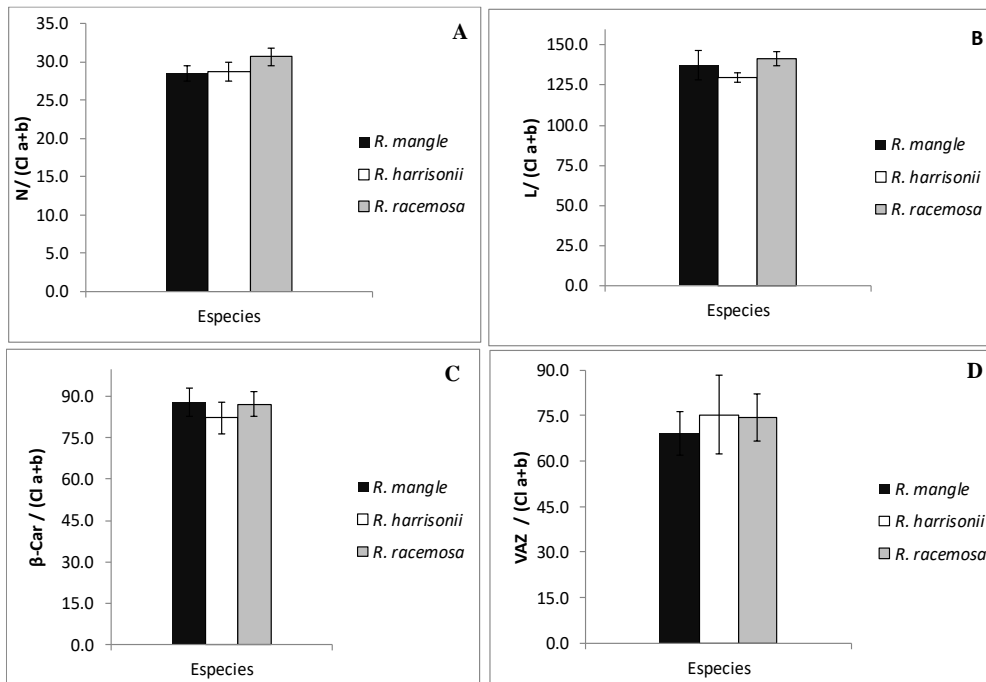 A
N/ (Cl a+b)
35.0
30.0
25.0
20.0
15.0
10.0
5.0
0.0
Especies
R. mangle
R. harrisonii
R. racemosa
B
L/ (Cl a+b)
150.0
125.0
100.0
75.0
50.0
25.0
0.0
Especies
R. mangle
R. harrisonii
R. racemosa
C
β-Car / (Cl a+b)
90.0
75.0
60.0
45.0
30.0
15.0
0.0
Especies
R. mangle
R. harrisonii
R. racemosa
D
VAZ / (Cl a+b)
90.0
75.0
60.0
45.0
30.0
15.0
0.0
Especies
R. mangle
R. harrisonii
R. racemosa